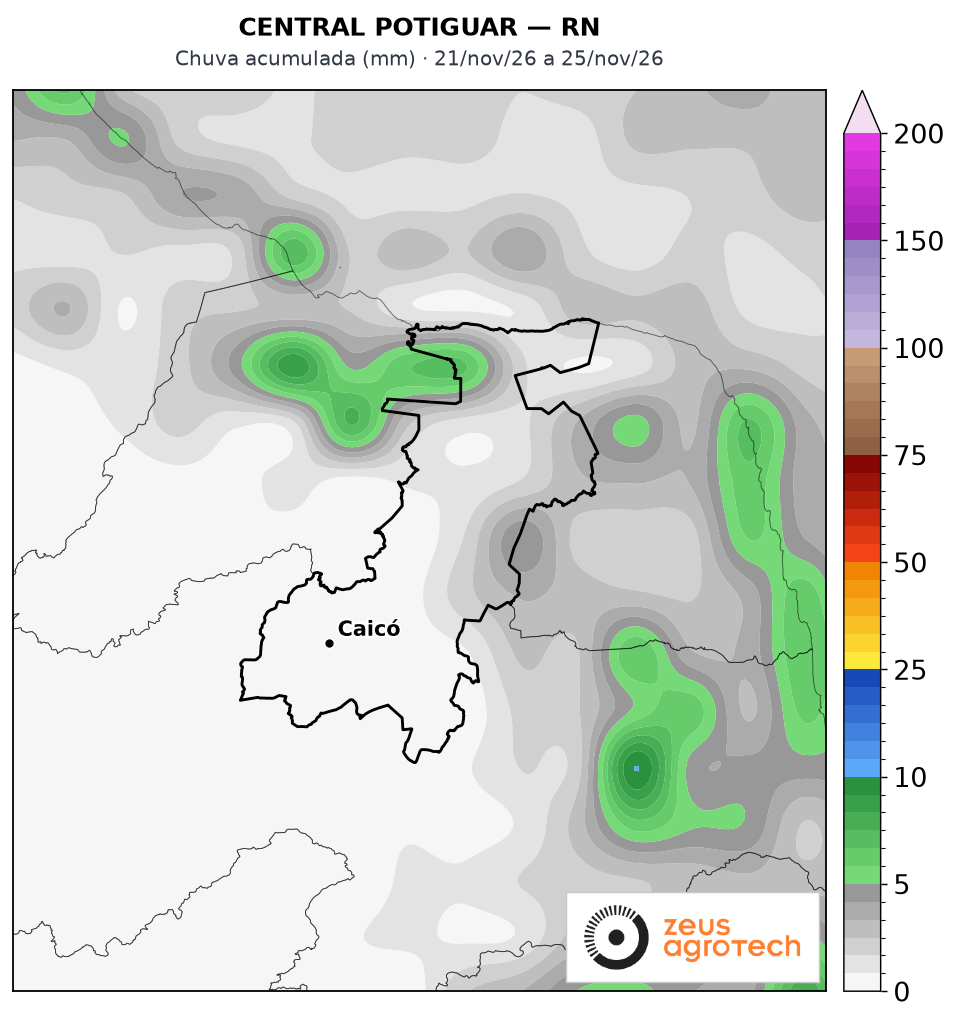 CENTRAL POTIGUAR — RN
Chuva acumulada (mm) · 21/nov/26 a 25/nov/26
200
150
100
75
50
25
10
5
0
Caicó
zeus
agrotech